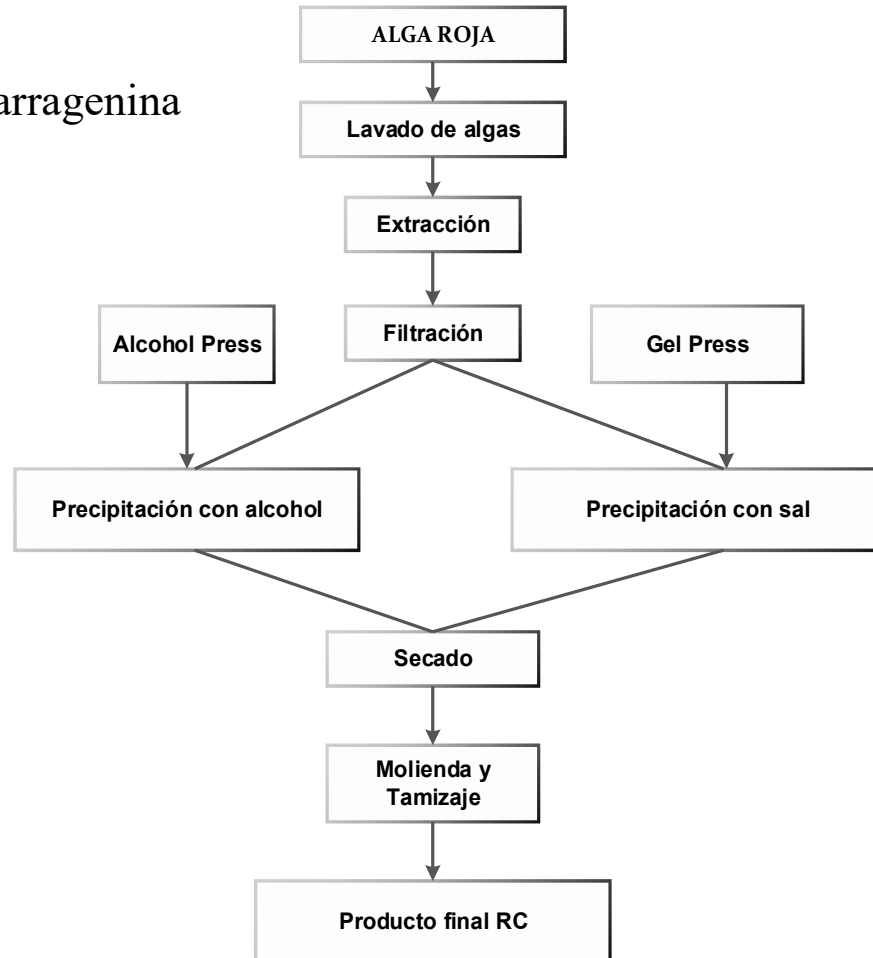 ALGA ROJA
arragenina
Lavado de algas
Extracción
Filtración
Alcohol Press
Gel Press
Precipitación con alcohol
Precipitación con sal
Secado
Molienda y
Tamizaje
Producto final RC